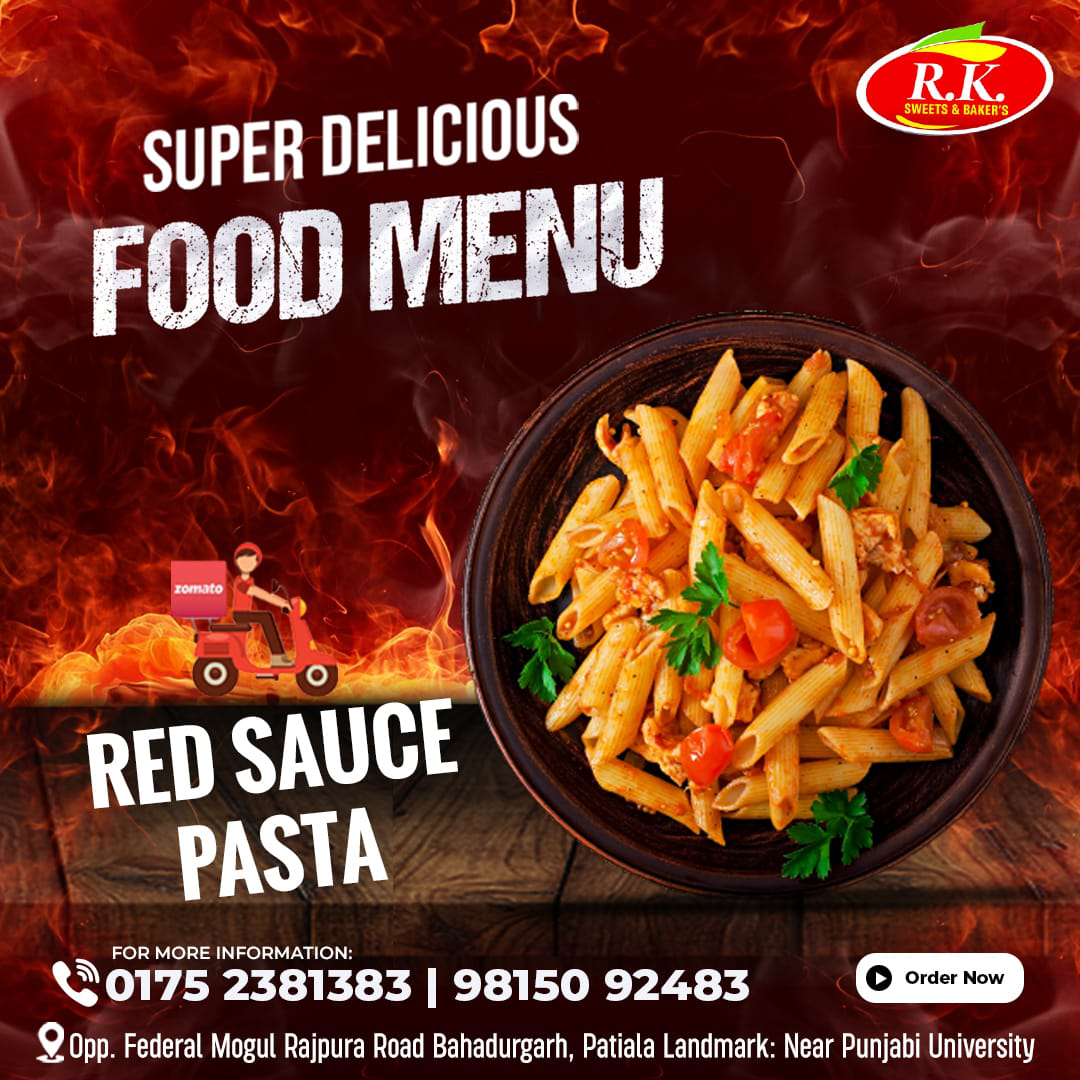 R.K.
SWEETS & BAKER'S
SUPER DELICIOUS
FOOD MENU
zomato
RED SAUCE
PASTA
FOR MORE INFORMATION:
0175 2381383 | 98150 92483
Order Now
Opp. Federal Mogul Rajpura Road Bahadurgarh, Patiala Landmark: Near Punjabi University